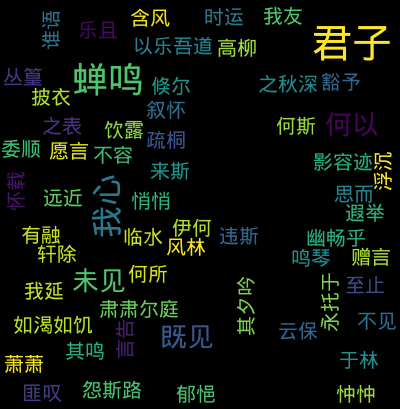 谁语
乐且
含风
时运
我友
以乐吾道
高柳
君子
丛篁
蝉鸣
倏尔
之秋深
豁予
披衣
叙怀
之表
饮露
疏桐
何斯
何以
委顺
愿言
不容
影容迹
浮沉
怀载
来斯
远近
我心
悄悄
思而
遐举
有融
临水
伊何
违斯
幽畅乎
轩除
风林
鸣琴
赠言
未见
何所
我延
其夕吟
永托于
至止
肃肃尔庭
如渴如饥
言告
既见
云保
不见
其鸣
萧萧
于林
匪叹
怨斯路
郁悒
忡忡